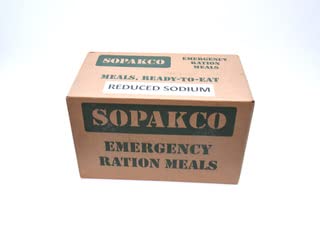 SOPAKCO
EMERGENCY
RATION MEALS
MEALS, READY-TO-EAT
REDUCED SODIUM
SOPAKCO
EMERGENCY
RATION MEALS